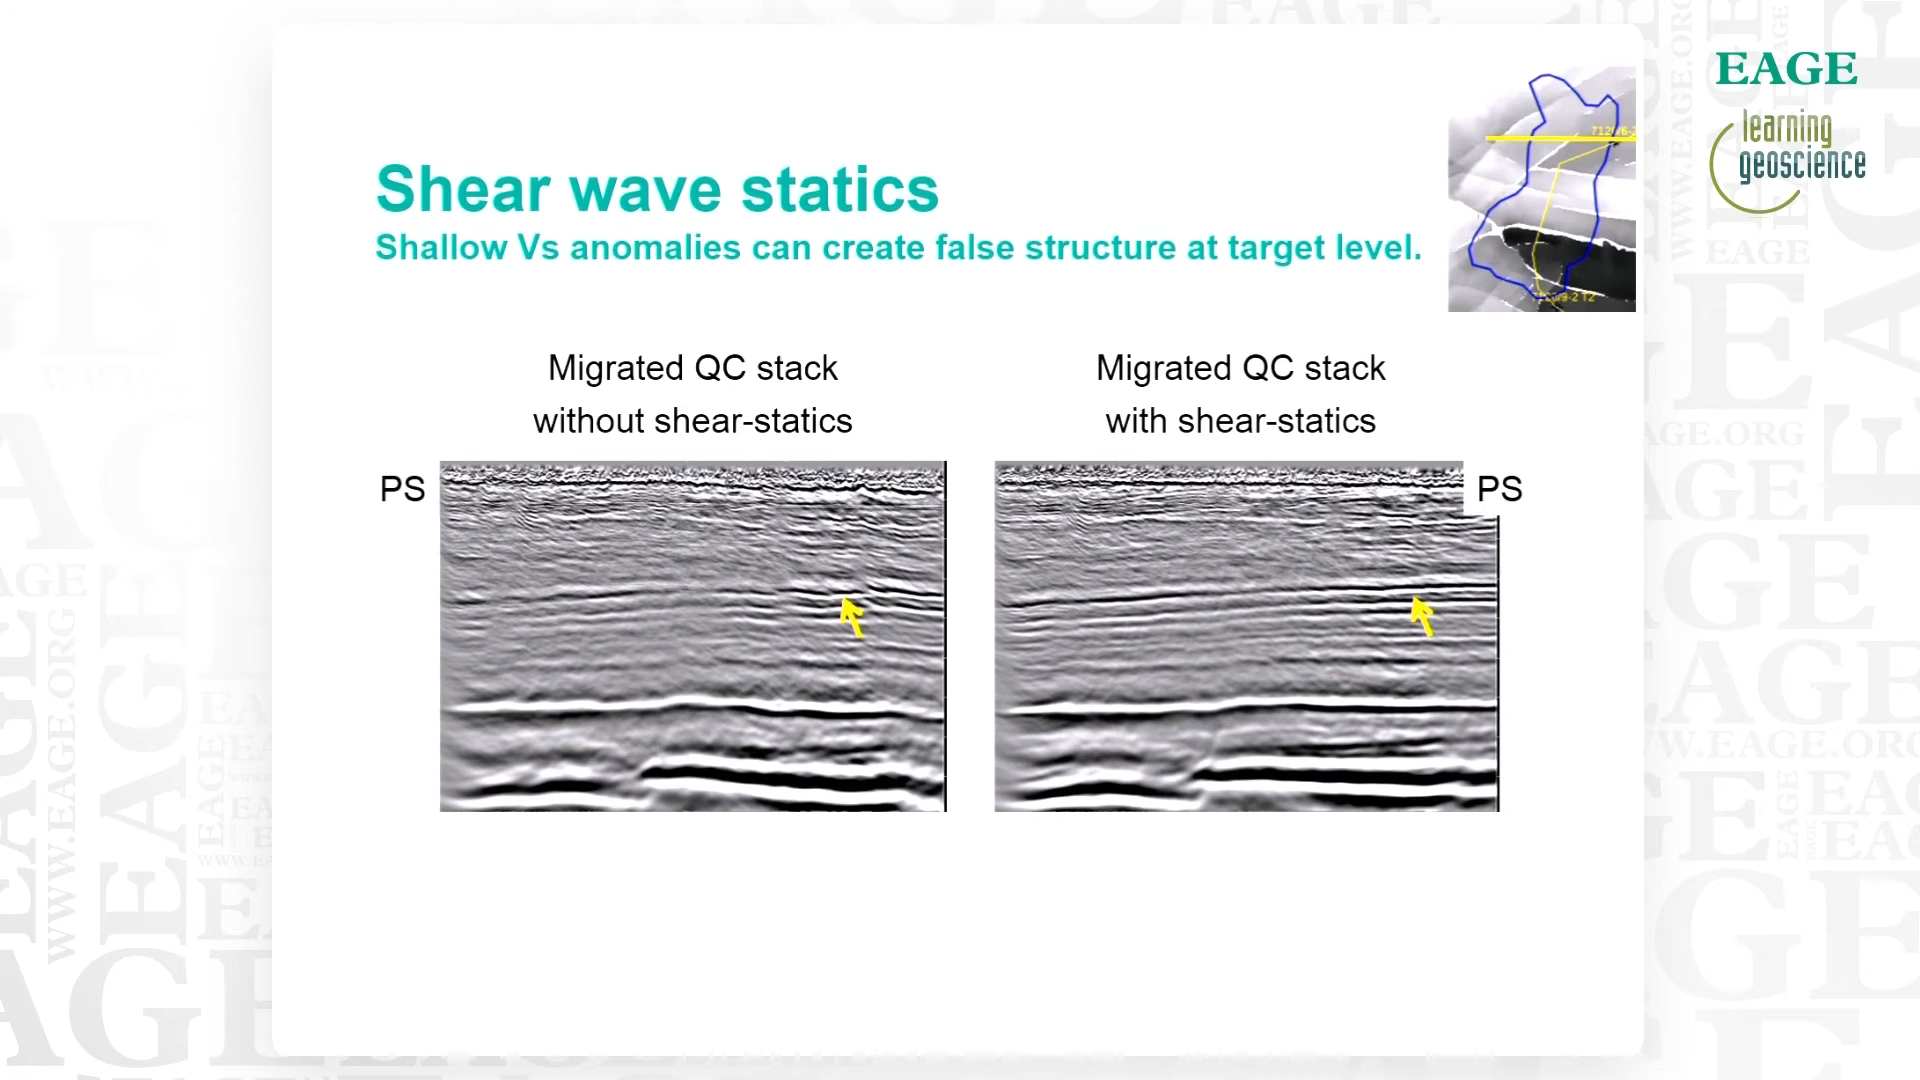 EAGE
learning
geoscience
Shear wave statics
Shallow Vs anomalies can create false structure at target level.
Migrated QC stack
without shear-statics
Migrated QC stack
with shear-statics
PS
PS